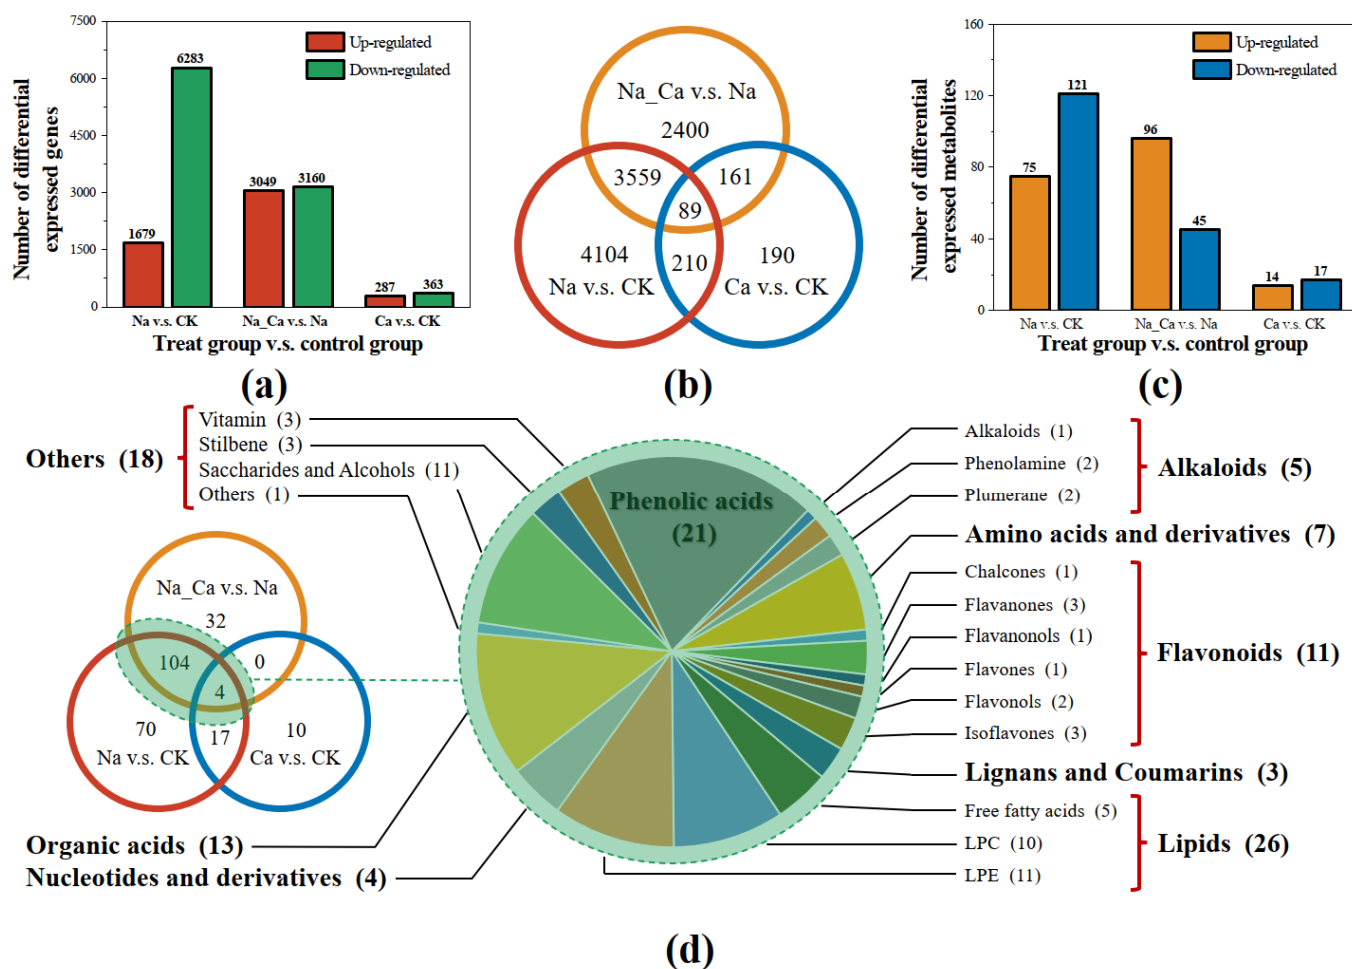 7500
6000
4500
3000
1500
0
Number of differential
expressed genes
Up-regulated
Down-regulated
1679
6283
3049
3160
287
363
Na v.s. CK
Na_Ca v.s. Na
Ca v.s. CK
Treat group v.s. control group
(a)
Na_Ca v.s. Na
2400
3559
161
89
4104
210
190
Na v.s. CK
Ca v.s. CK
(b)
160
120
80
40
0
Number of differential
expressed metabolites
Up-regulated
Down-regulated
75
121
96
45
14
17
Na v.s. CK
Na_Ca v.s. Na
Ca v.s. CK
Treat group v.s. control group
(c)
Others (18)
Vitamin (3)
Stilbene (3)
Saccharides and Alcohols (11)
Others (1)
Phenolic acids
(21)
Alkaloids (1)
Phenolamine (2)
Plumerane (2)
Alkaloids (5)
Amino acids and derivatives (7)
Chalcones (1)
Flavanones (3)
Flavanonols (1)
Flavones (1)
Flavonols (2)
Isoflavones (3)
Flavonoids (11)
Lignans and Coumarins (3)
Free fatty acids (5)
LPC (10)
LPE (11)
Lipids (26)
Na_Ca v.s. Na
32
104
0
4
70
17
10
Na v.s. CK
Ca v.s. CK
Organic acids (13)
Nucleotides and derivatives (4)
(d)